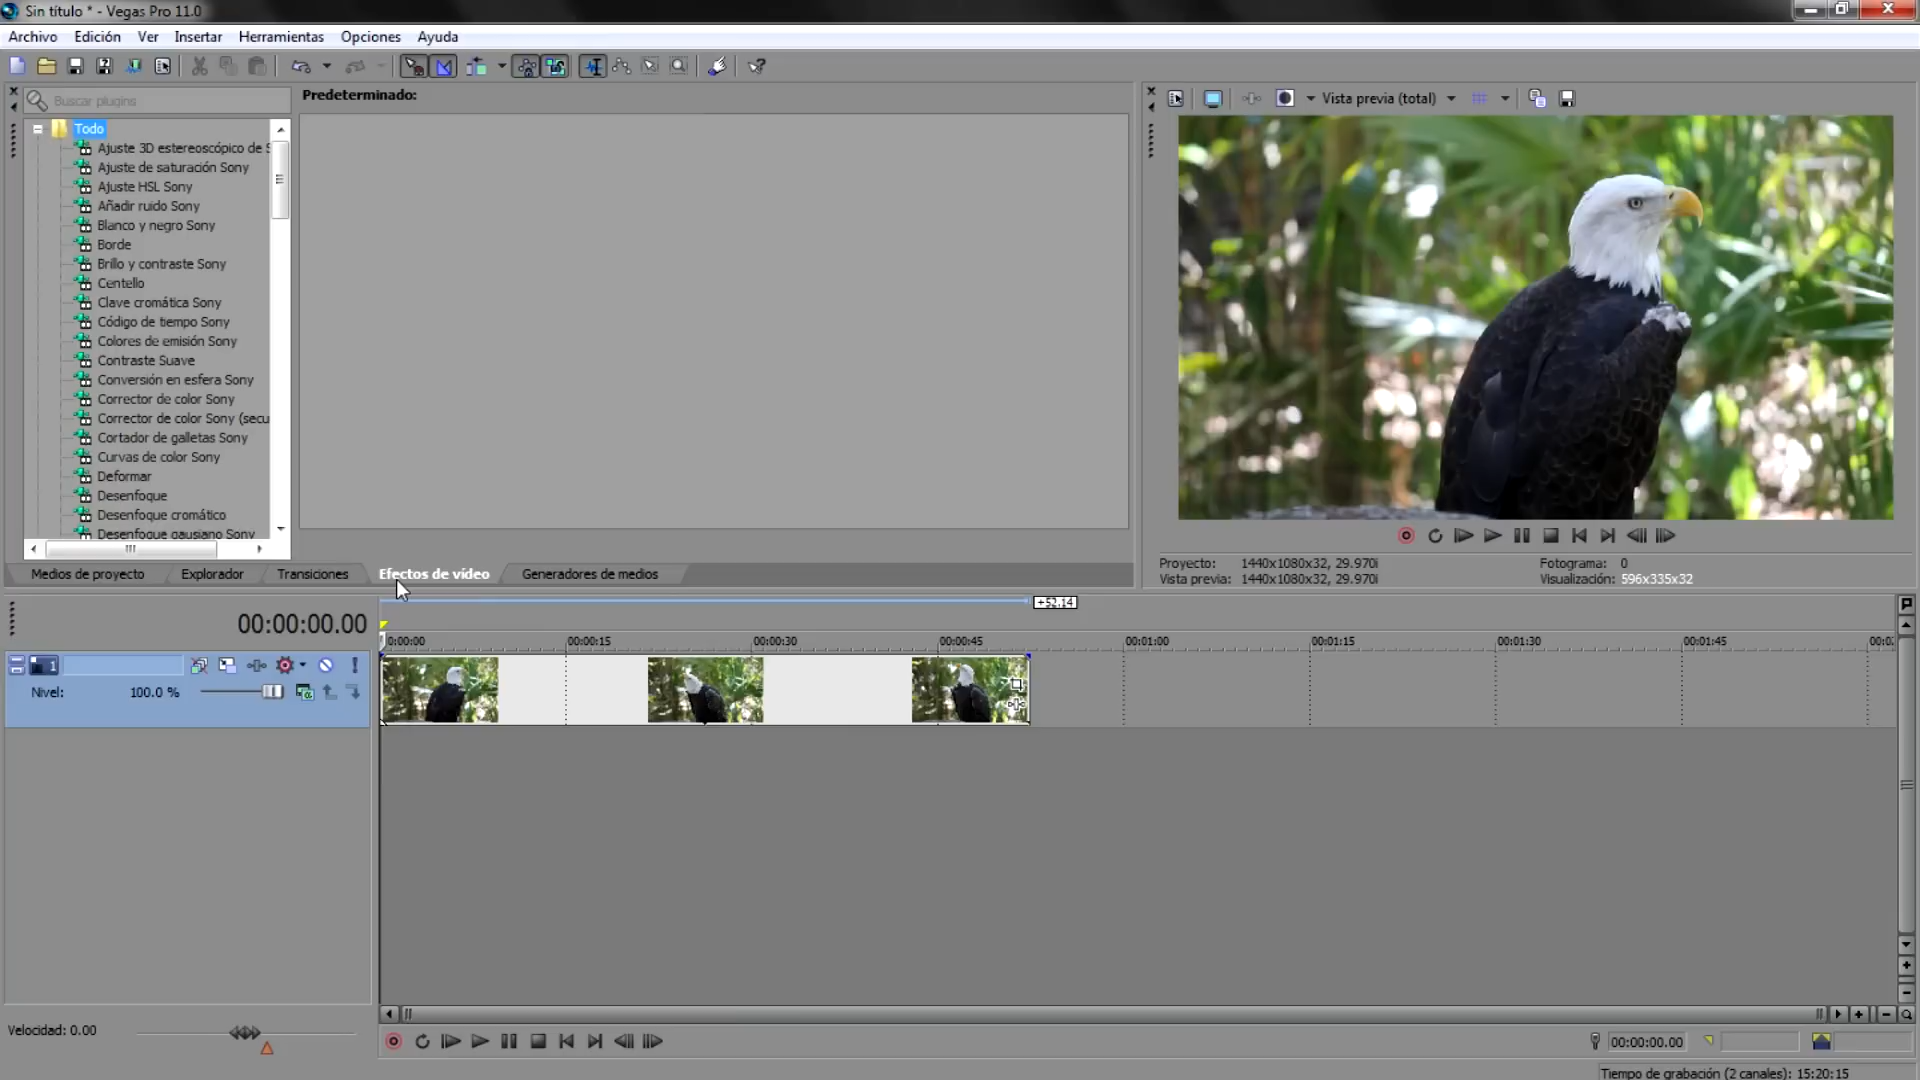 Sin título * - Vegas Pro 11.0
Archivo Edición Ver Insertar Herramientas Opciones Ayuda
Buscar plugins
Predeterminado:
Todo
Ajuste 3D estereoscópico de S
Ajuste de saturación Sony
Ajuste HSL Sony
Añadir ruido Sony
Blanco y negro Sony
Borde
Brillo y contraste Sony
Centello
Clave cromática Sony
Código de tiempo Sony
Colores de emisión Sony
Contraste Suave
Conversión en esfera Sony
Corrector de color Sony
Corrector de color Sony (secu
Cortador de galletas Sony
Curvas de color Sony
Deformar
Desenfoque
Desenfoque cromático
Desenfoque gausiano Sony
Medios de proyecto Explorador Transiciones Efectos de vídeo Generadores de medios
Vista previa (total)
Proyecto: 1440x1080x32, 29.970i Fotograma: 0
Vista previa: 1440x1080x32, 29.970i Visualización: 596x335x32
+52.14
00:00:00.00
0:00:00 00:00:15 00:00:30 00:00:45 00:01:00 00:01:15 00:01:30 00:01:45
1
Nivel: 100.0 %
Velocidad: 0.00
00:00:00.00
Tiempo de grabación (2 canales): 15:20:15